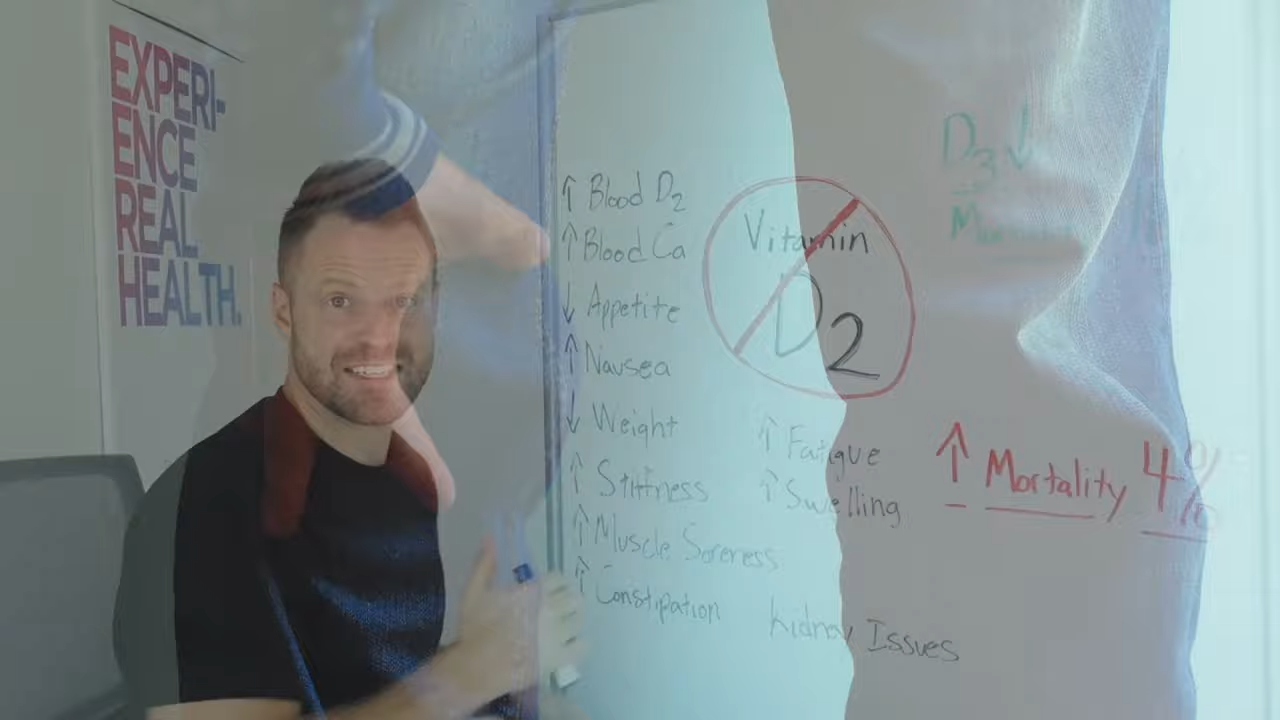 EXPERI-
ENCE
REAL
HEALTH.
↑ Blood D2
↑ Blood Ca
↓ Appetite
↑ Nausea
↓ Weight
↑ Stiffness
↑ Muscle Soreness
↑ Constipation
Vitamin
D2
↑ Fatigue
↑ Swelling
Kidney Issues
D3 ↓
↑ Mortality 4%